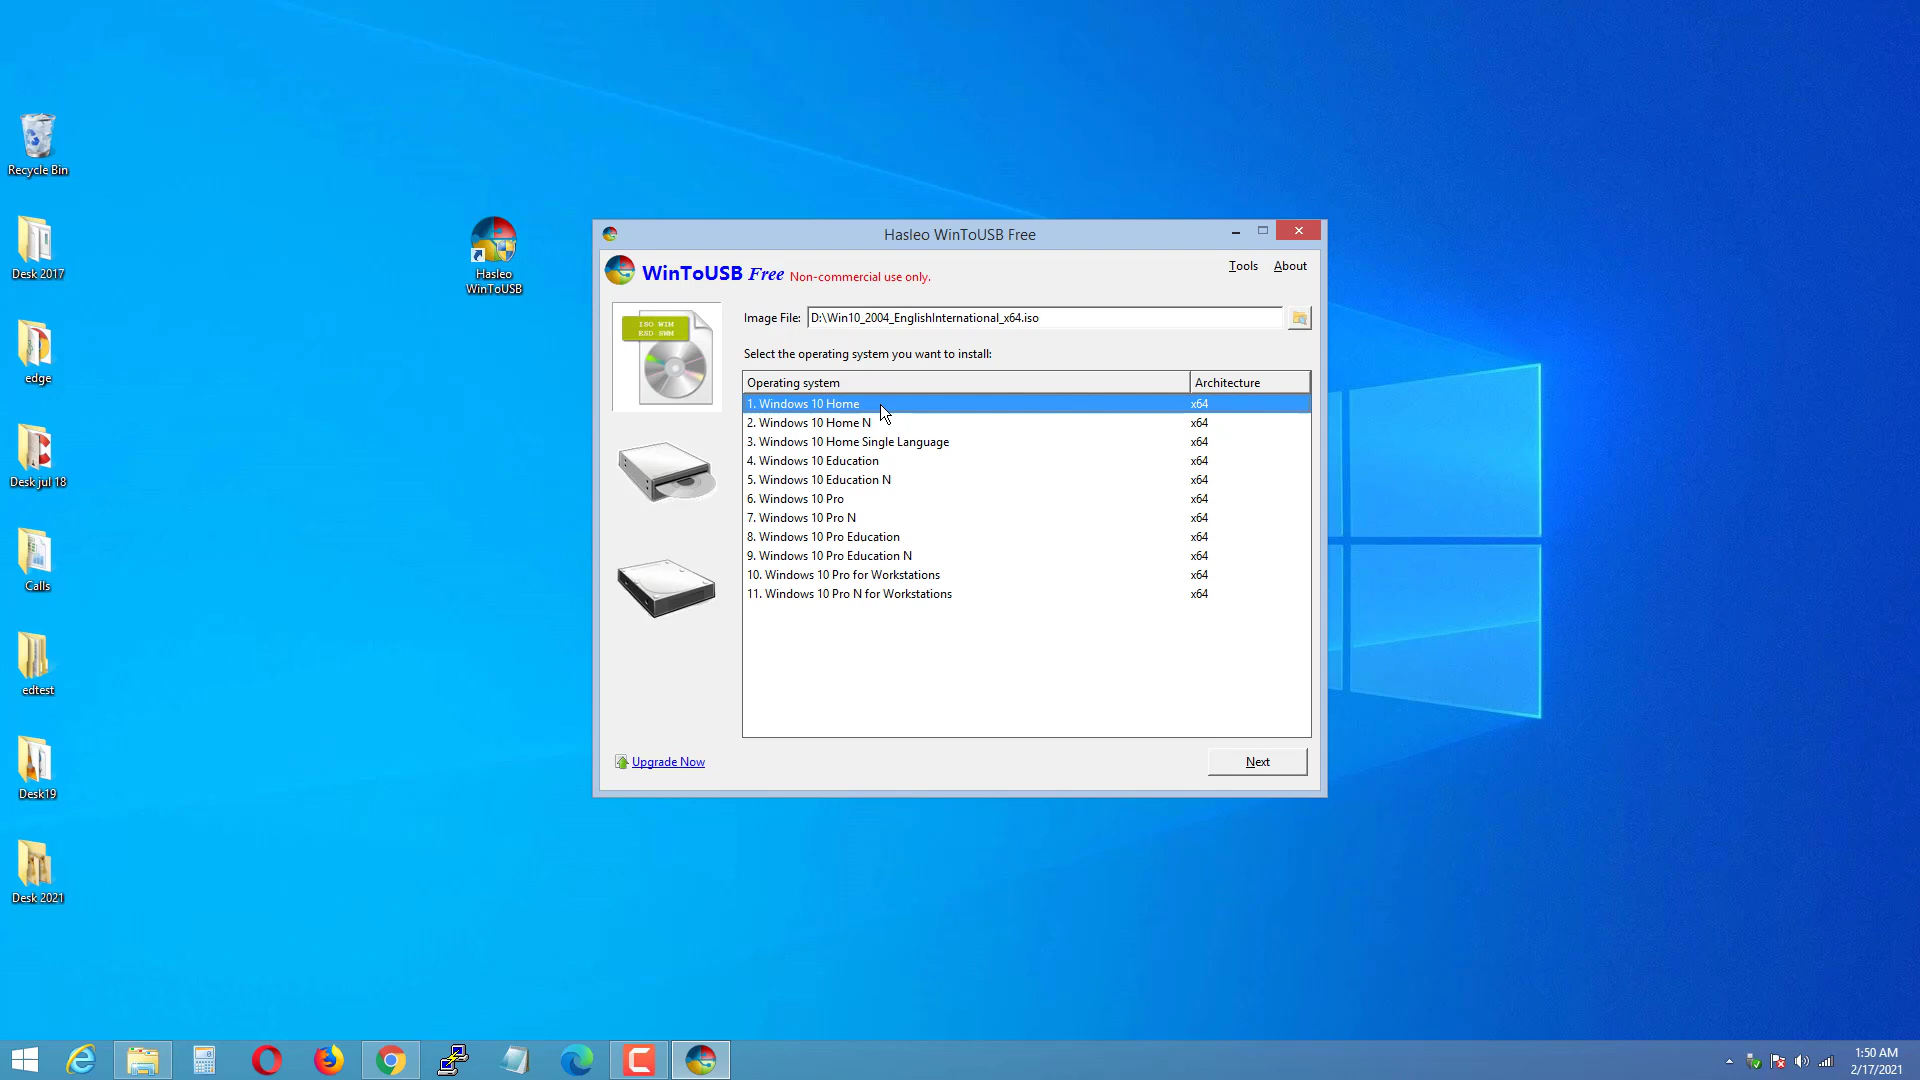 Recycle Bin
Desk 2017
edge
Desk jul 18
Calls
edtest
Desk19
Desk 2021
Hasleo
WinToUSB
Hasleo WinToUSB Free
WinToUSB Free Non-commercial use only.
Tools About
ISO WIM
ESD SWM
Image File: D:\Win10_2004_EnglishInternational_x64.iso
Select the operating system you want to install:
Operating system Architecture
1. Windows 10 Home x64
2. Windows 10 Home N x64
3. Windows 10 Home Single Language x64
4. Windows 10 Education x64
5. Windows 10 Education N x64
6. Windows 10 Pro x64
7. Windows 10 Pro N x64
8. Windows 10 Pro Education x64
9. Windows 10 Pro Education N x64
10. Windows 10 Pro for Workstations x64
11. Windows 10 Pro N for Workstations x64
Upgrade Now
Next
1:50 AM
2/17/2021